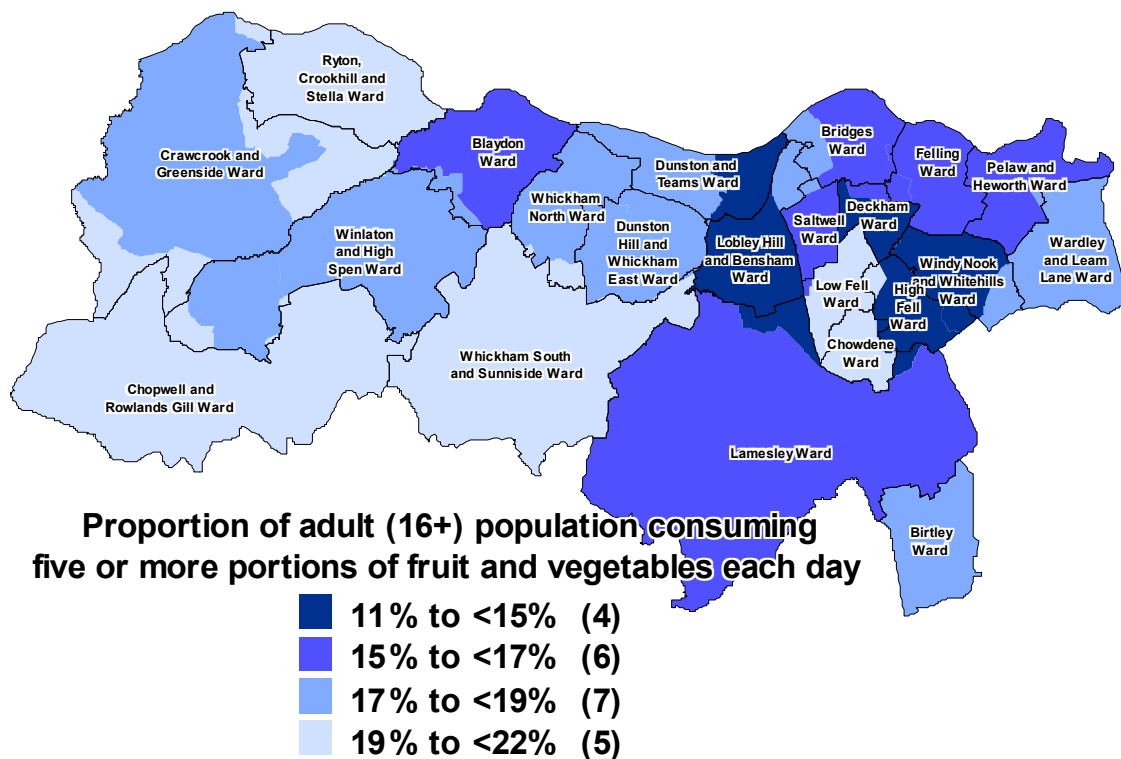 Ryton,
Crookhill and
Stella Ward
Crawcrook and
Greenside Ward
Blaydon
Ward
Bridges
Ward
Felling
Ward
Pelaw and
Heworth Ward
Dunston and
Teams Ward
Whickham
North Ward
Deckham
Ward
Saltwell
Ward
Dunston
Hill and
Whickham
East Ward
Winlaton
and High
Spen Ward
Lobley Hill
and Bensham
Ward
Wardley
and Leam
Lane Ward
Windy Nook
and Whitehills
Ward
Low Fell
Ward
High
Fell
Ward
Chowdene
Ward
Whickham South
and Sunniside Ward
Chopwell and
Rowlands Gill Ward
Lamesley Ward
Birtley
Ward
Proportion of adult (16+) population consuming
five or more portions of fruit and vegetables each day
11% to <15% (4)
15% to <17% (6)
17% to <19% (7)
19% to <22% (5)